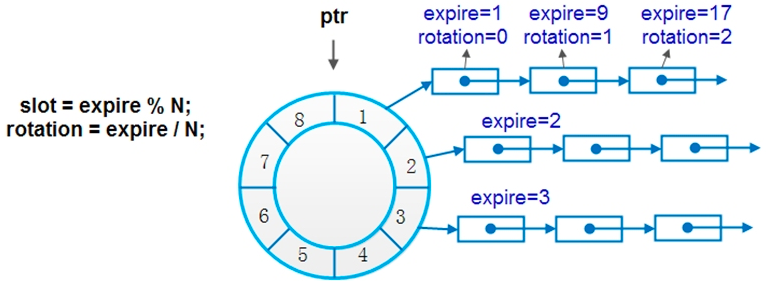 ptr
expire=1 expire=9 expire=17
rotation=0 rotation=1 rotation=2
slot = expire % N;
rotation = expire / N;
8 1
7 2
6 3
5 4
expire=2
expire=3